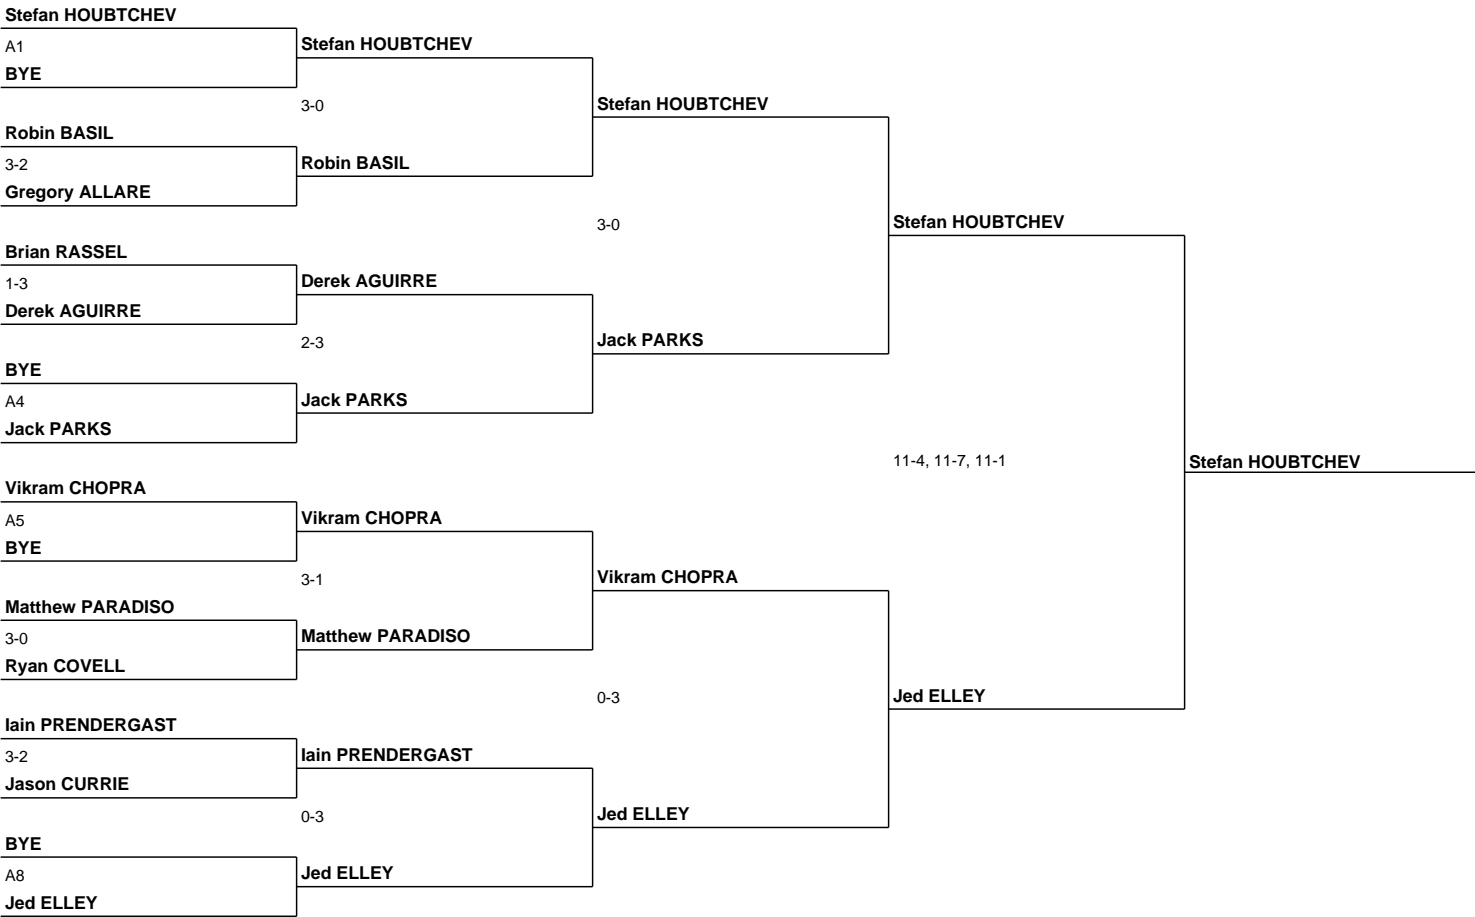 Stefan HOUBTCHEV
A1
BYE
Robin BASIL
3-2
Gregory ALLARE
Brian RASSEL
1-3
Derek AGUIRRE
BYE
A4
Jack PARKS
Vikram CHOPRA
A5
BYE
Matthew PARADISO
3-0
Ryan COVELL
Iain PRENDERGAST
3-2
Jason CURRIE
BYE
A8
Jed ELLEY
Stefan HOUBTCHEV
3-0
Robin BASIL
Derek AGUIRRE
2-3
Jack PARKS
Vikram CHOPRA
3-1
Matthew PARADISO
Iain PRENDERGAST
0-3
Jed ELLEY
Stefan HOUBTCHEV
3-0
Jack PARKS
Vikram CHOPRA
0-3
Jed ELLEY
Stefan HOUBTCHEV
11-4, 11-7, 11-1
Jed ELLEY
Stefan HOUBTCHEV